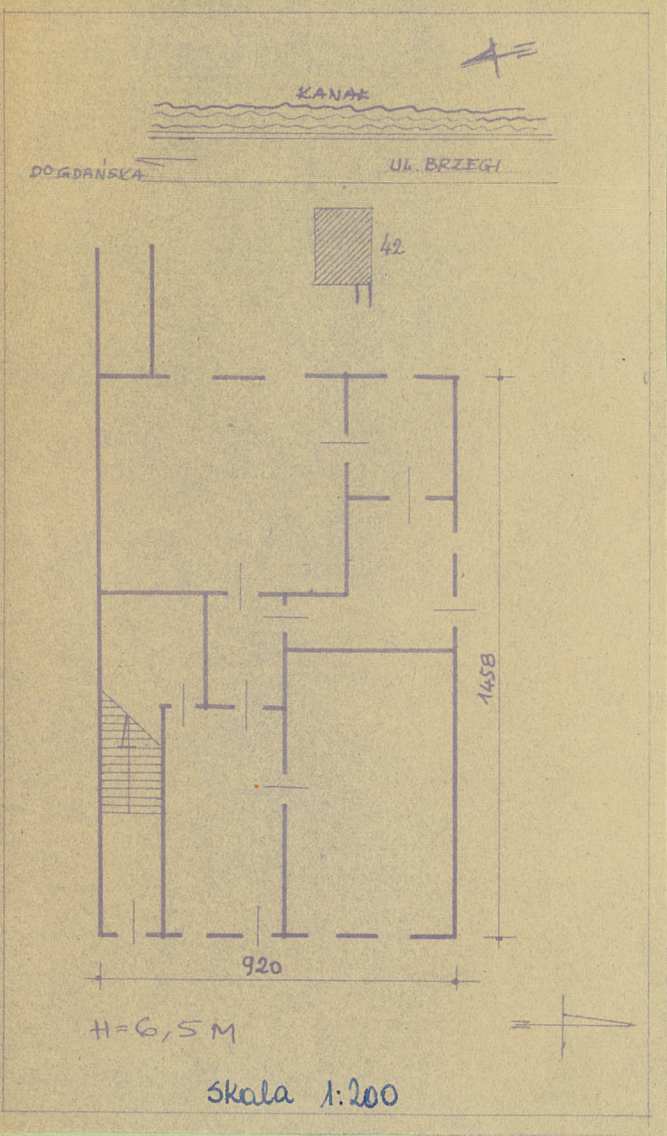 KANAŁ
DO GDAŃSKA
UL. BRZEGI
42
1458
920
H=6,5 M
skala 1:200